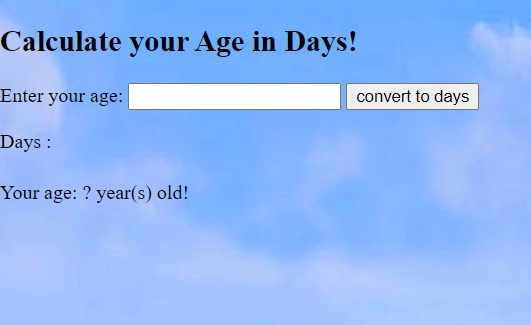 Calculate your Age in Days!
Enter your age: convert to days
Days :
Your age: ? year(s) old!